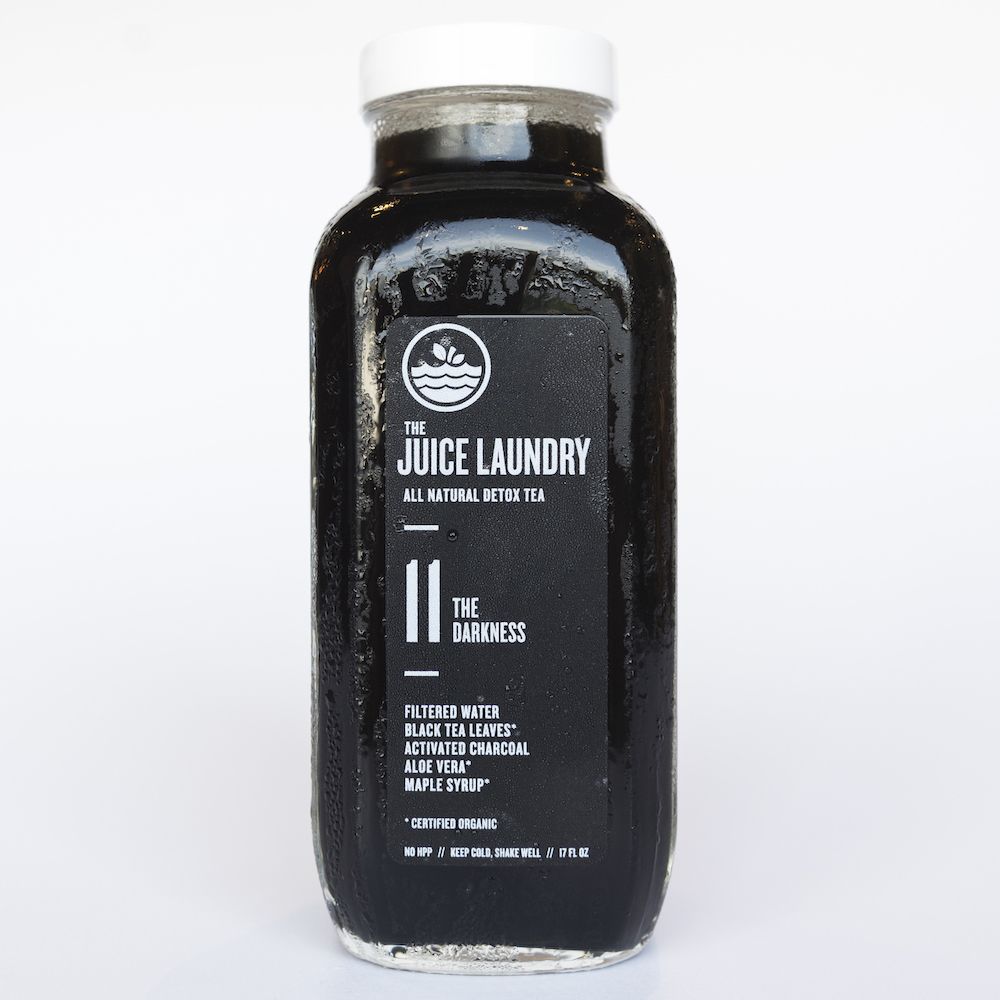 THE
JUICE LAUNDRY
ALL NATURAL DETOX TEA
11
THE
DARKNESS
FILTERED WATER
BLACK TEA LEAVES*
ACTIVATED CHARCOAL
ALOE VERA*
MAPLE SYRUP*
* CERTIFIED ORGANIC
NO HPP // KEEP COLD, SHAKE WELL // 17 FL OZ